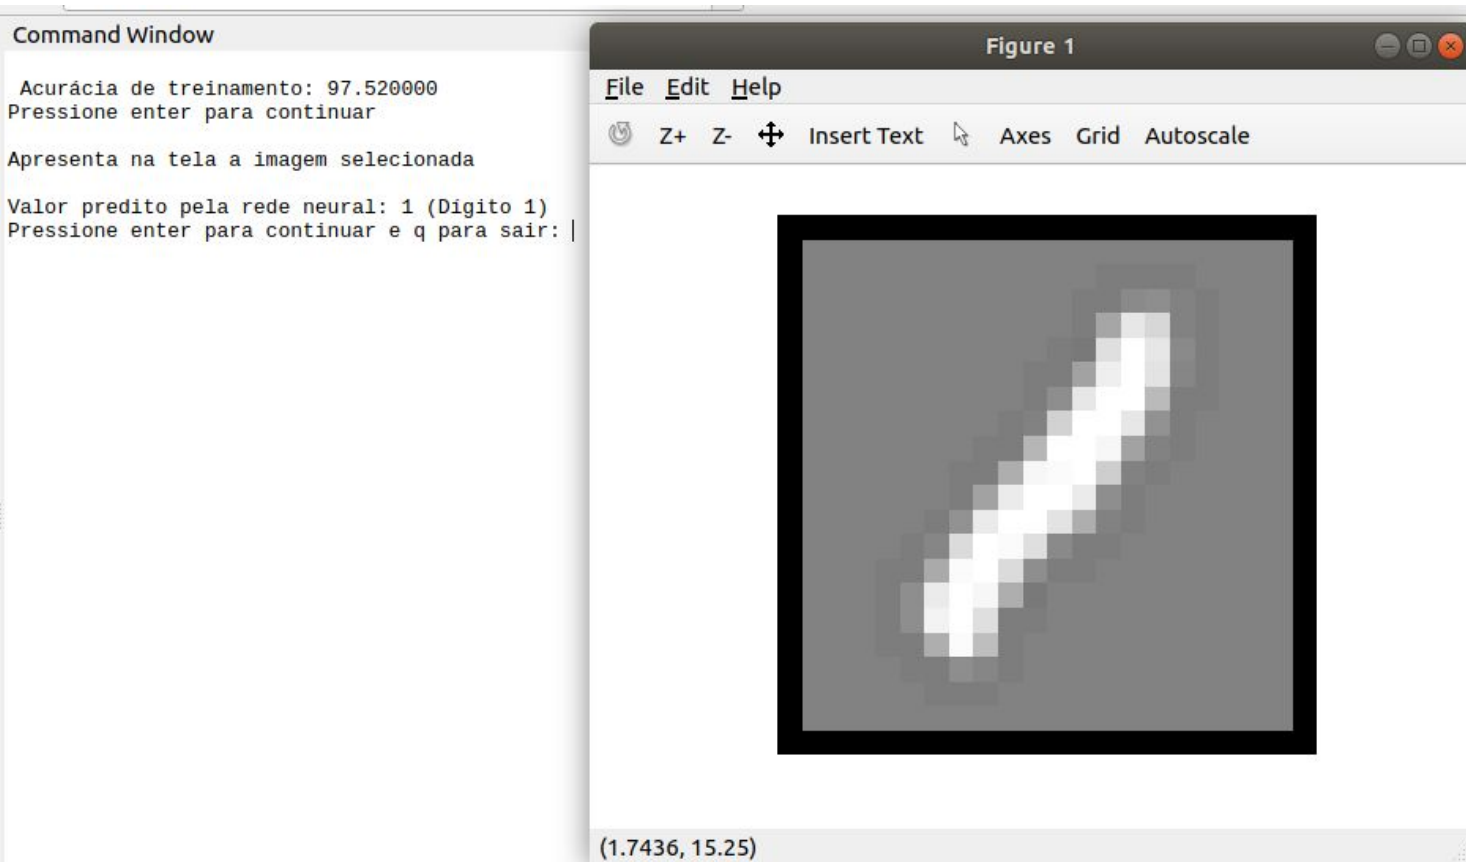 Command Window
Acurácia de treinamento: 97.520000
Pressione enter para continuar
Apresenta na tela a imagem selecionada
Valor predito pela rede neural: 1 (Dígito 1)
Pressione enter para continuar e q para sair:
Figure 1
File Edit Help
Z+ Z- Insert Text Axes Grid Autoscale
(1.7436, 15.25)